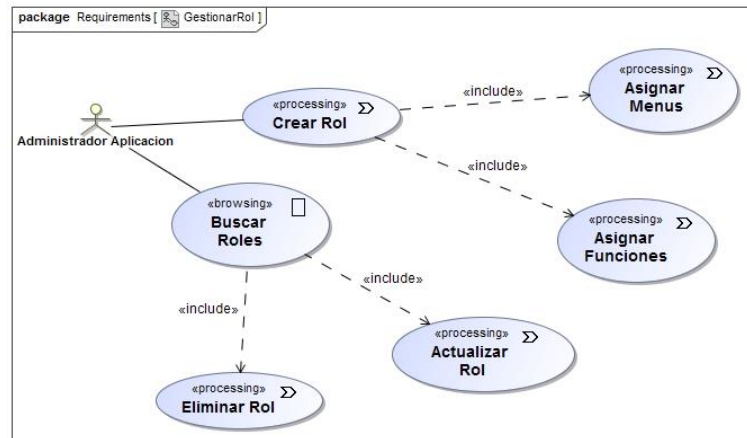 package Requirements [ GestionarRol ]
Administrador Aplicacion
«processing»
Crear Rol
«include»
«processing»
Asignar
Menus
«include»
«processing»
Asignar
Funciones
«browsing»
Buscar
Roles
«include»
«include»
«processing»
Actualizar
Rol
«processing»
Eliminar Rol